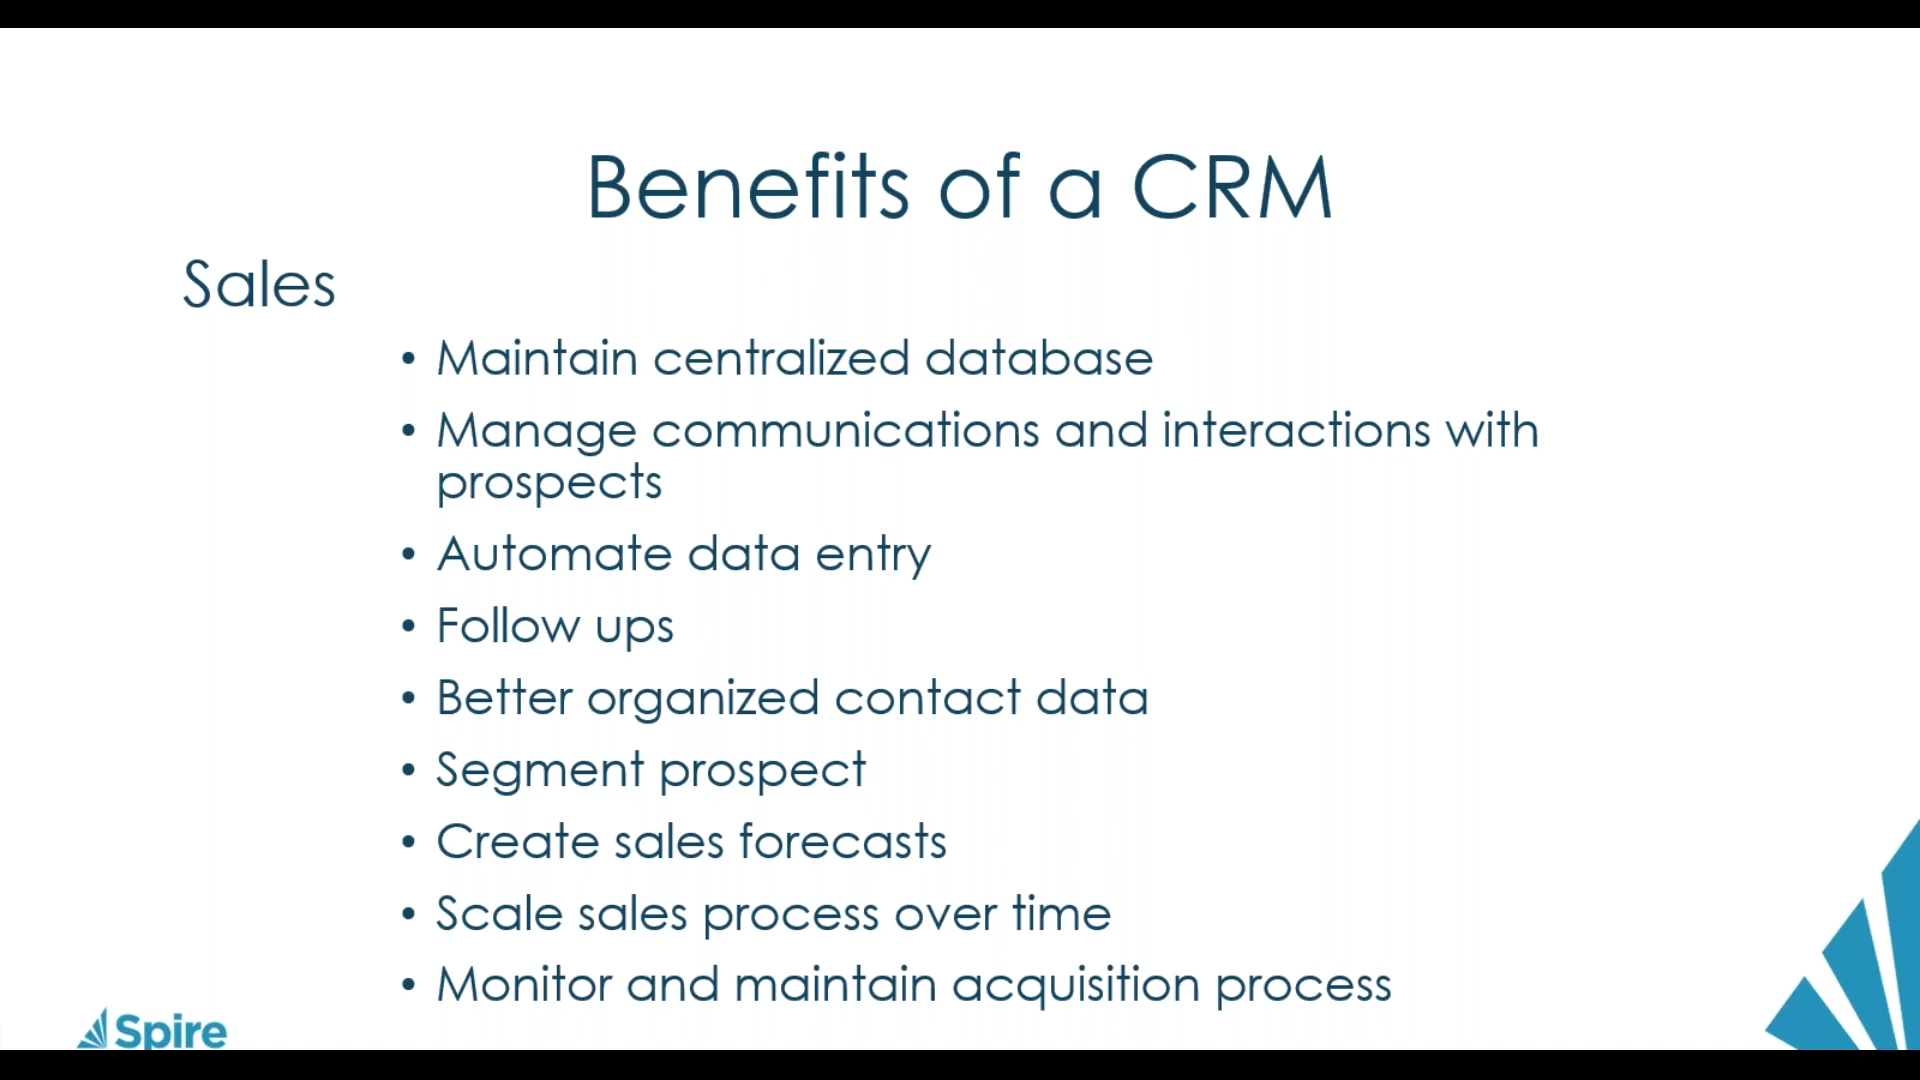 Benefits of a CRM
Sales
• Maintain centralized database
• Manage communications and interactions with
prospects
• Automate data entry
• Follow ups
• Better organized contact data
• Segment prospect
• Create sales forecasts
• Scale sales process over time
• Monitor and maintain acquisition process
Spire